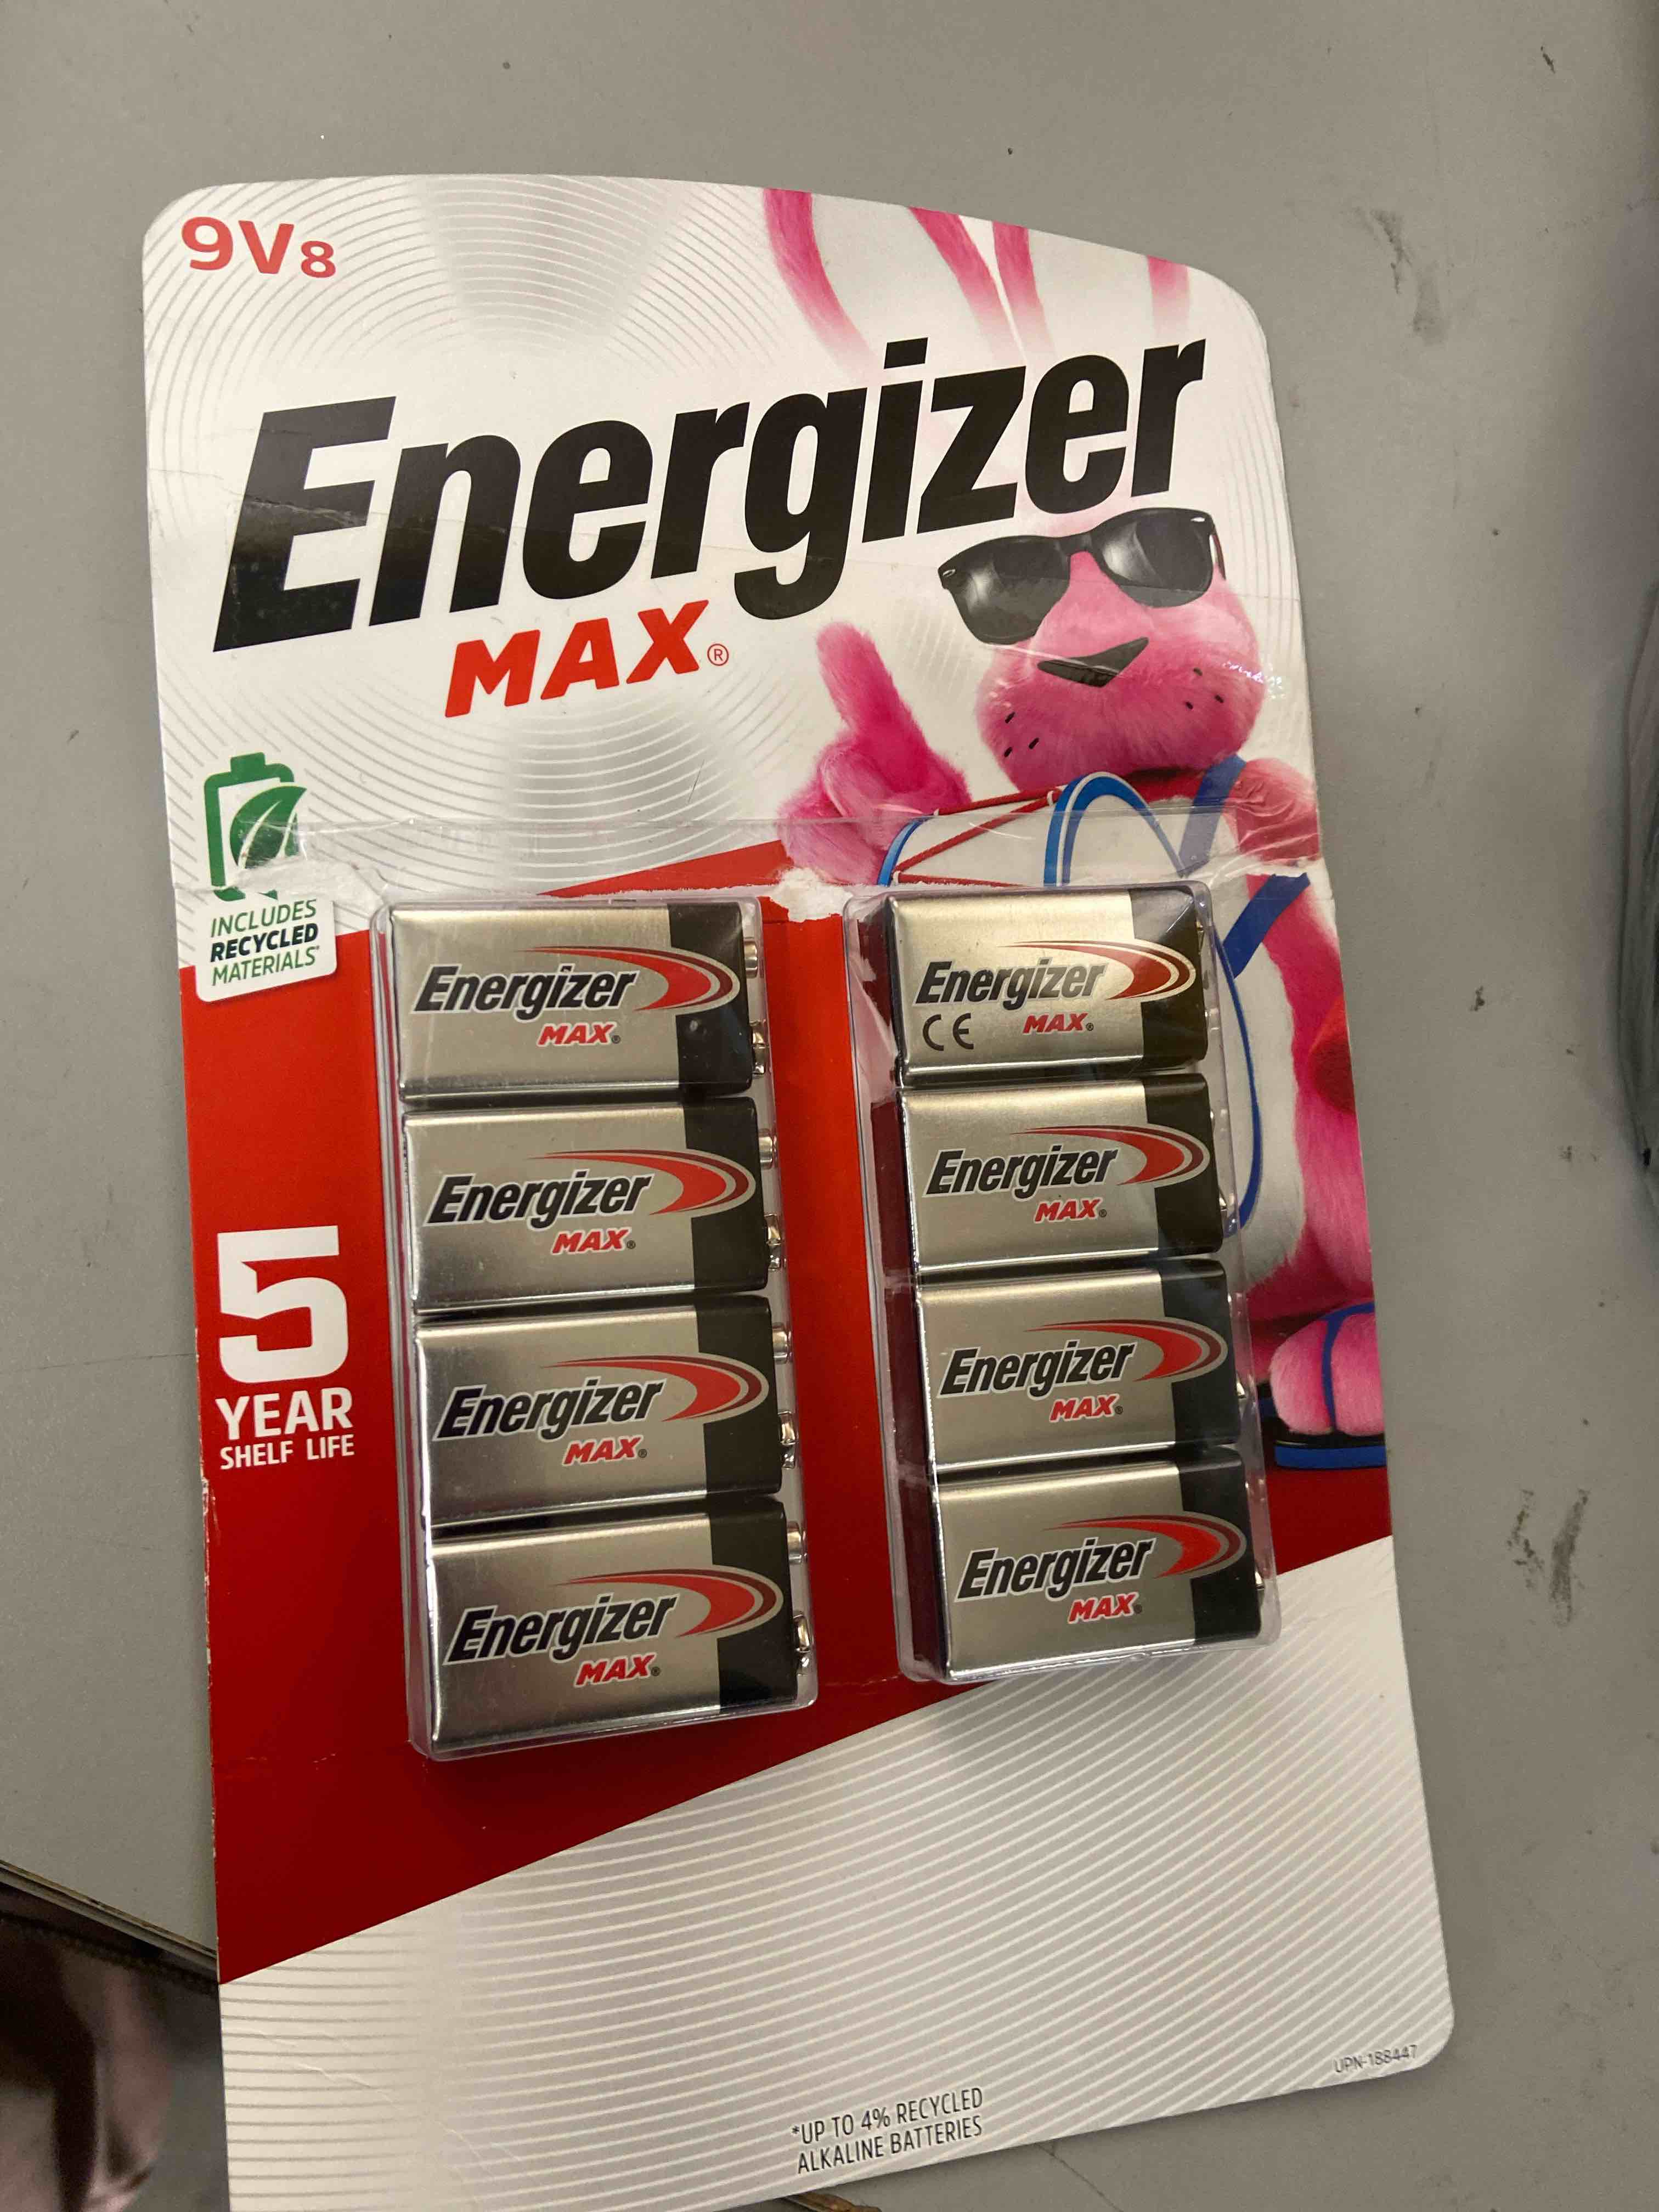 9V8
Energizer
MAX®
INCLUDES
RECYCLED
MATERIALS*
5
YEAR
SHELF LIFE
Energizer
MAX®
Energizer
MAX®
Energizer
MAX®
Energizer
MAX®
Energizer
CE MAX®
Energizer
MAX®
Energizer
MAX®
Energizer
MAX®
UPN-188447
*UP TO 4% RECYCLED
ALKALINE BATTERIES